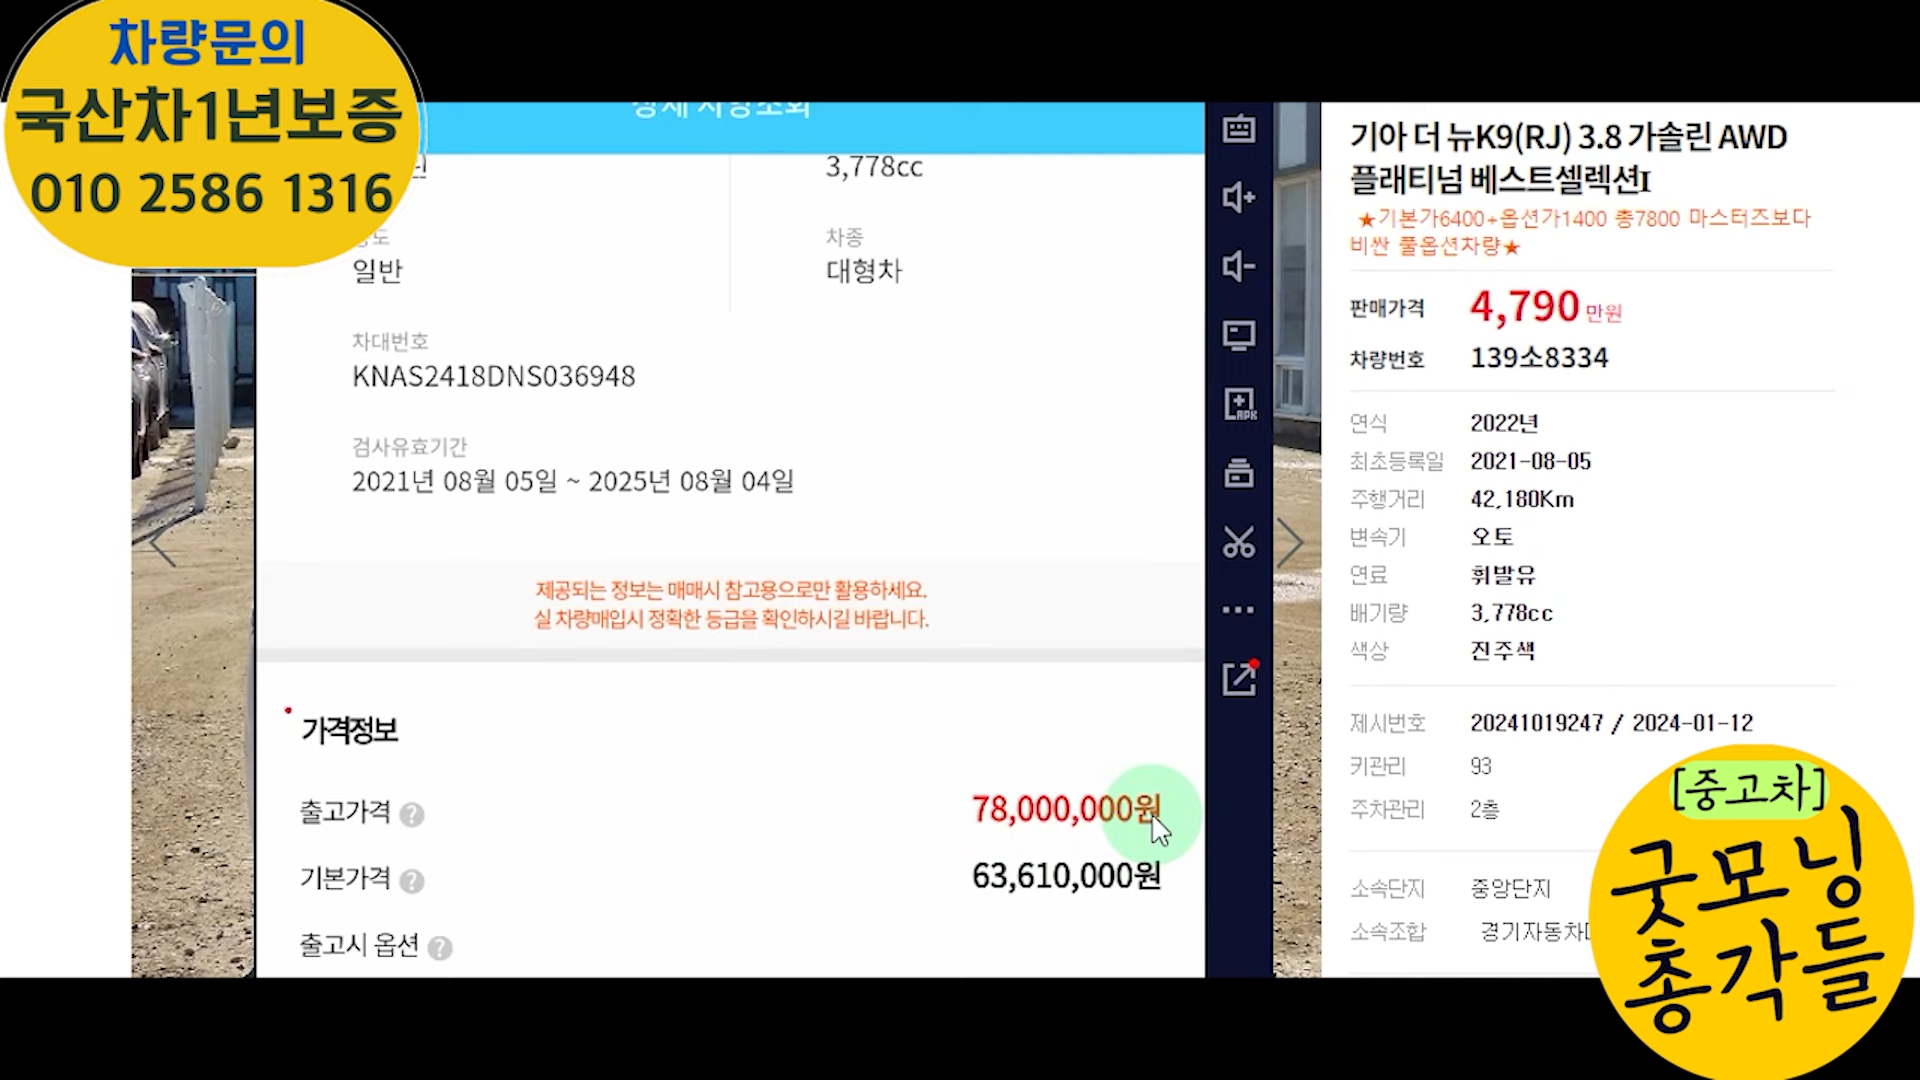 차량문의
국산차1년보증
010 2586 1316
3,778cc
일반
차종
대형차
차대번호
KNAS2418DNS036948
검사유효기간
2021년 08월 05일 ~ 2025년 08월 04일
제공되는 정보는 매매시 참고용으로만 활용하세요.
실 차량매입시 정확한 등급을 확인하시길 바랍니다.
가격정보
출고가격 ?
78,000,000원
기본가격 ?
63,610,000원
출고시 옵션 ?
APK
기아 더 뉴K9(RJ) 3.8 가솔린 AWD
플래티넘 베스트셀렉션I
★기본가6400+옵션가1400 총7800 마스터즈보다
비싼 풀옵션차량★
판매가격 4,790 만원
차량번호 139소8334
연식 2022년
최초등록일 2021-08-05
주행거리 42,180Km
변속기 오토
연료 휘발유
배기량 3,778cc
색상 진주색
제시번호 20241019247 / 2024-01-12
키관리 93
주차관리 2층
소속단지 중앙단지
소속조합 경기자동차
[중고차]
굿모닝
총각들